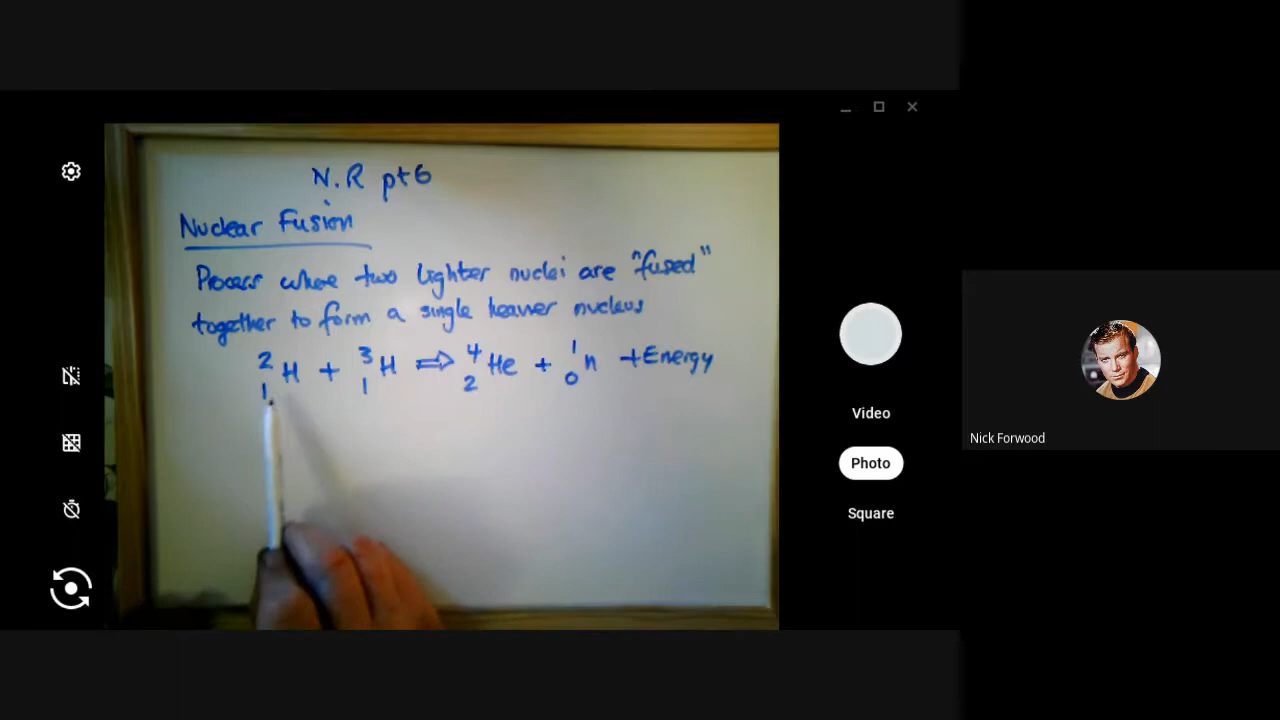 N.R pt6
Nuclear Fusion
Process where two lighter nuclei are "fused"
together to form a single heavier nucleus
²₁H + ³₁H ⇒ ⁴₂He + ¹₀n + Energy
Video
Photo
Square
Nick Forwood